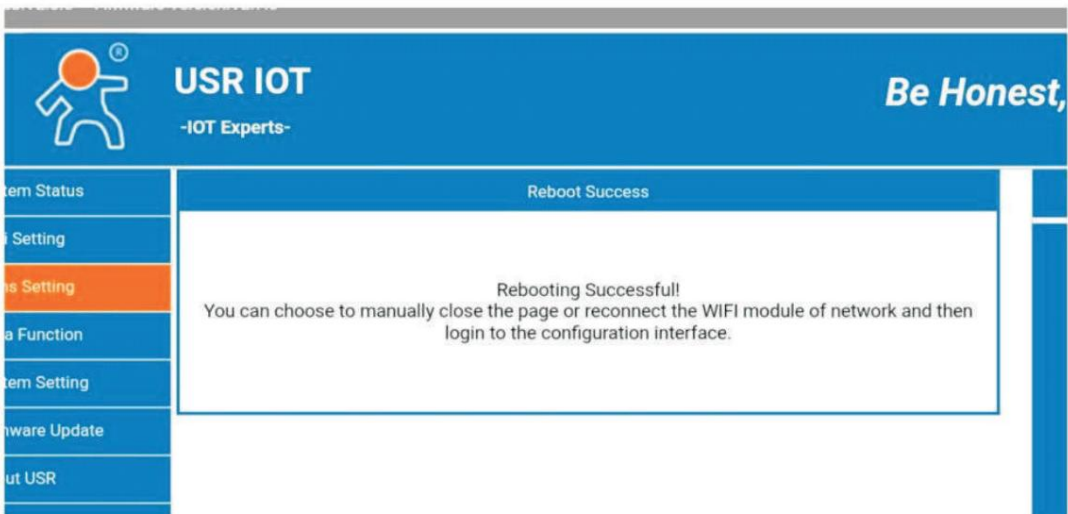 ®
USR IOT
-IOT Experts-
Be Honest,
tem Status
i Setting
ns Setting
a Function
tem Setting
ware Update
ut USR
Reboot Success
Rebooting Successful!
You can choose to manually close the page or reconnect the WIFI module of network and then
login to the configuration interface.